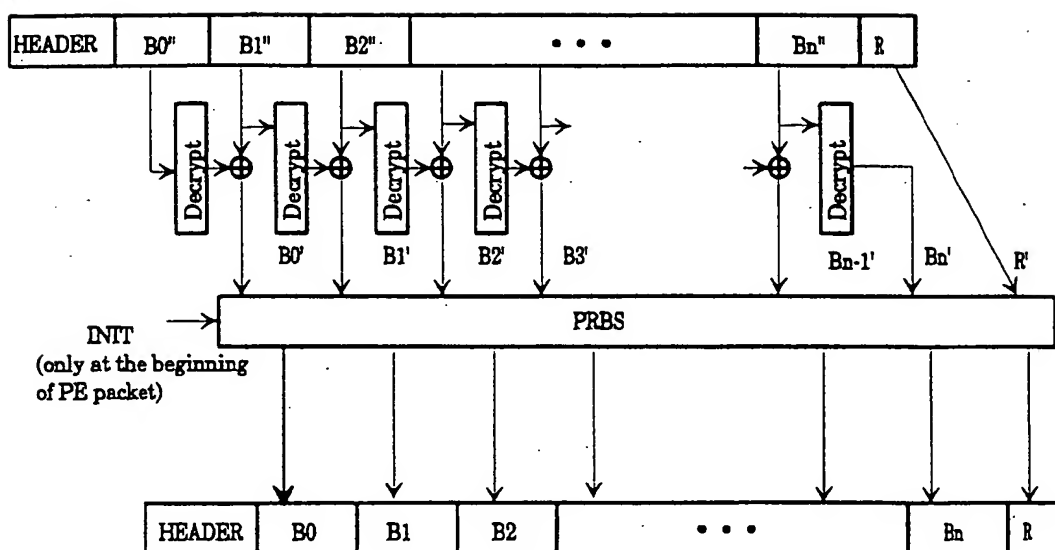 HEADER B0" B1" B2" • • • Bn" R
Decrypt Decrypt Decrypt Decrypt Decrypt
B0' B1' B2' B3' Bn-1' Bn' R'
PRBS
INIT
(only at the beginning
of PE packet)
HEADER B0 B1 B2 • • • Bn R